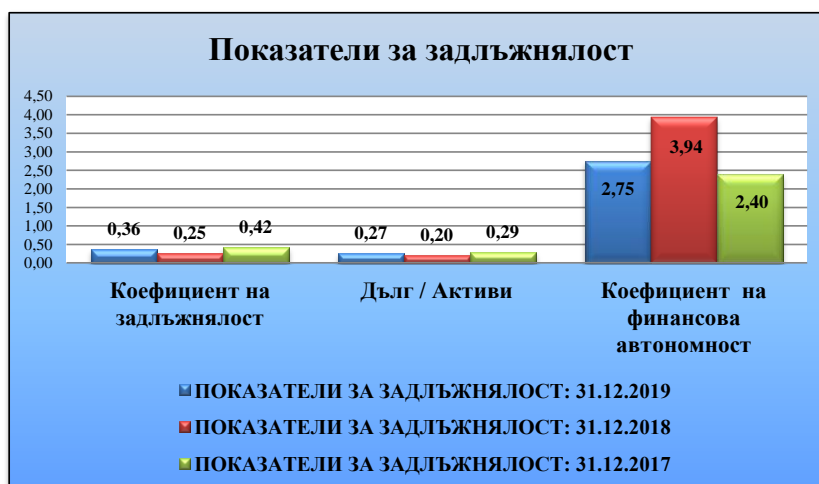 Показатели за задлъжнялост
4,50
4,00
3,50
3,00
2,50
2,00
1,50
1,00
0,50
0,00
0,36
0,25
0,42
0,27
0,20
0,29
2,75
3,94
2,40
Коефициент на
задлъжнялост
Дълг / Активи
Коефициент на
финансова
автономност
ПОКАЗАТЕЛИ ЗА ЗАДЛЪЖНЯЛОСТ: 31.12.2019
ПОКАЗАТЕЛИ ЗА ЗАДЛЪЖНЯЛОСТ: 31.12.2018
ПОКАЗАТЕЛИ ЗА ЗАДЛЪЖНЯЛОСТ: 31.12.2017